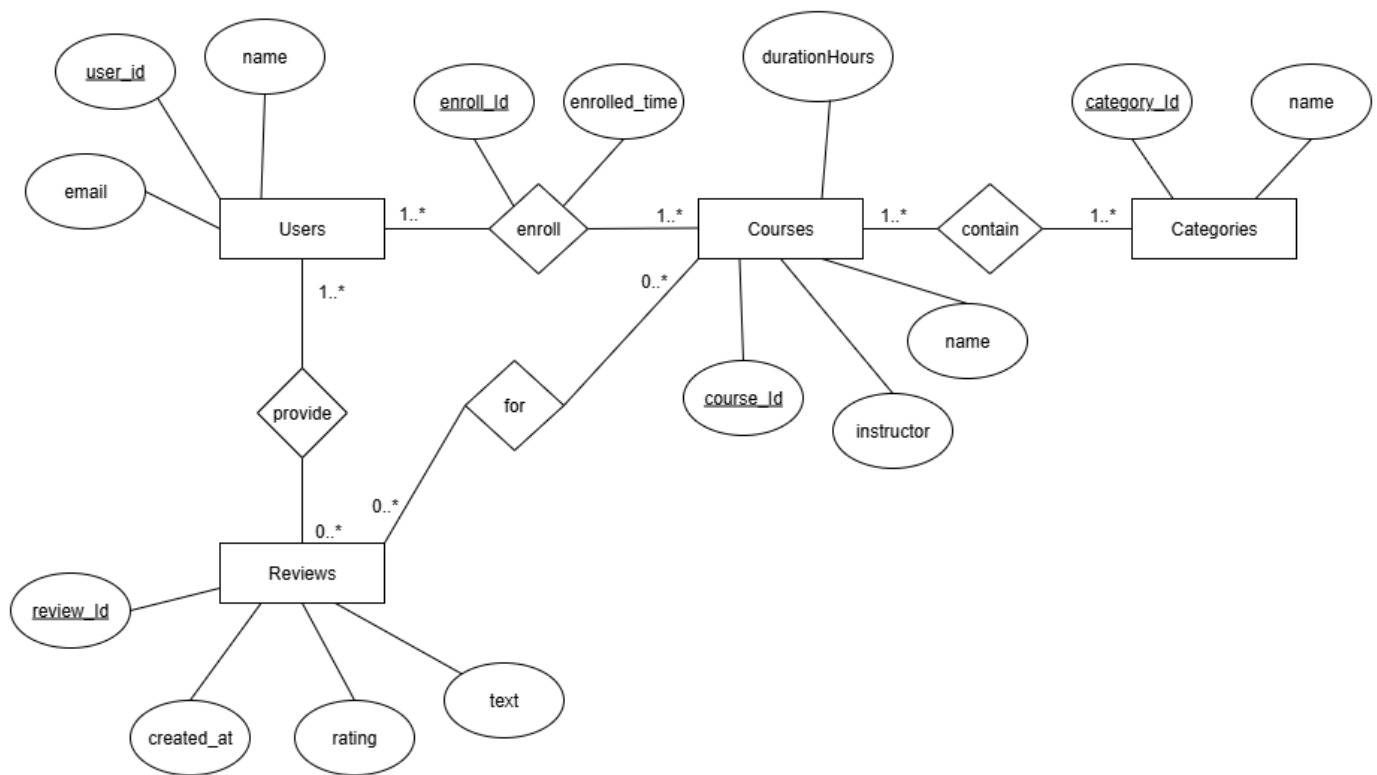 name
durationHours
user_id
enroll_Id
enrolled_time
category_Id
name
email
1..*
1..*
1..*
1..*
Users
enroll
Courses
contain
Categories
1..*
0..*
name
course_Id
provide
for
instructor
0..*
0..*
Reviews
review_Id
text
created_at
rating